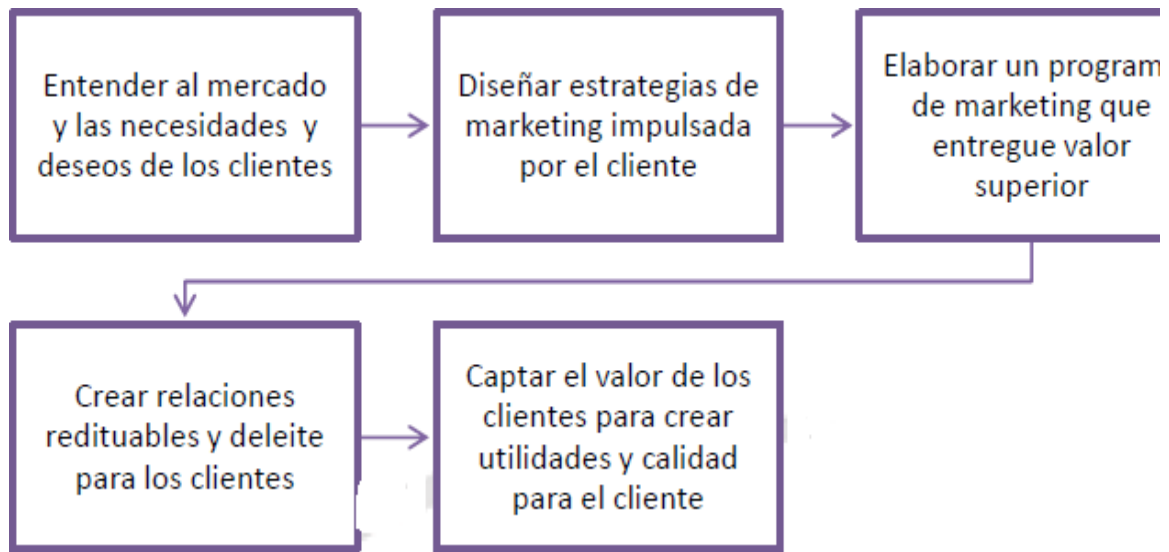 Entender al mercado
y las necesidades y
deseos de los clientes
Diseñar estrategias de
marketing impulsada
por el cliente
Elaborar un program
de marketing que
entregue valor
superior
Crear relaciones
redituables y deleite
para los clientes
Captar el valor de los
clientes para crear
utilidades y calidad
para el cliente